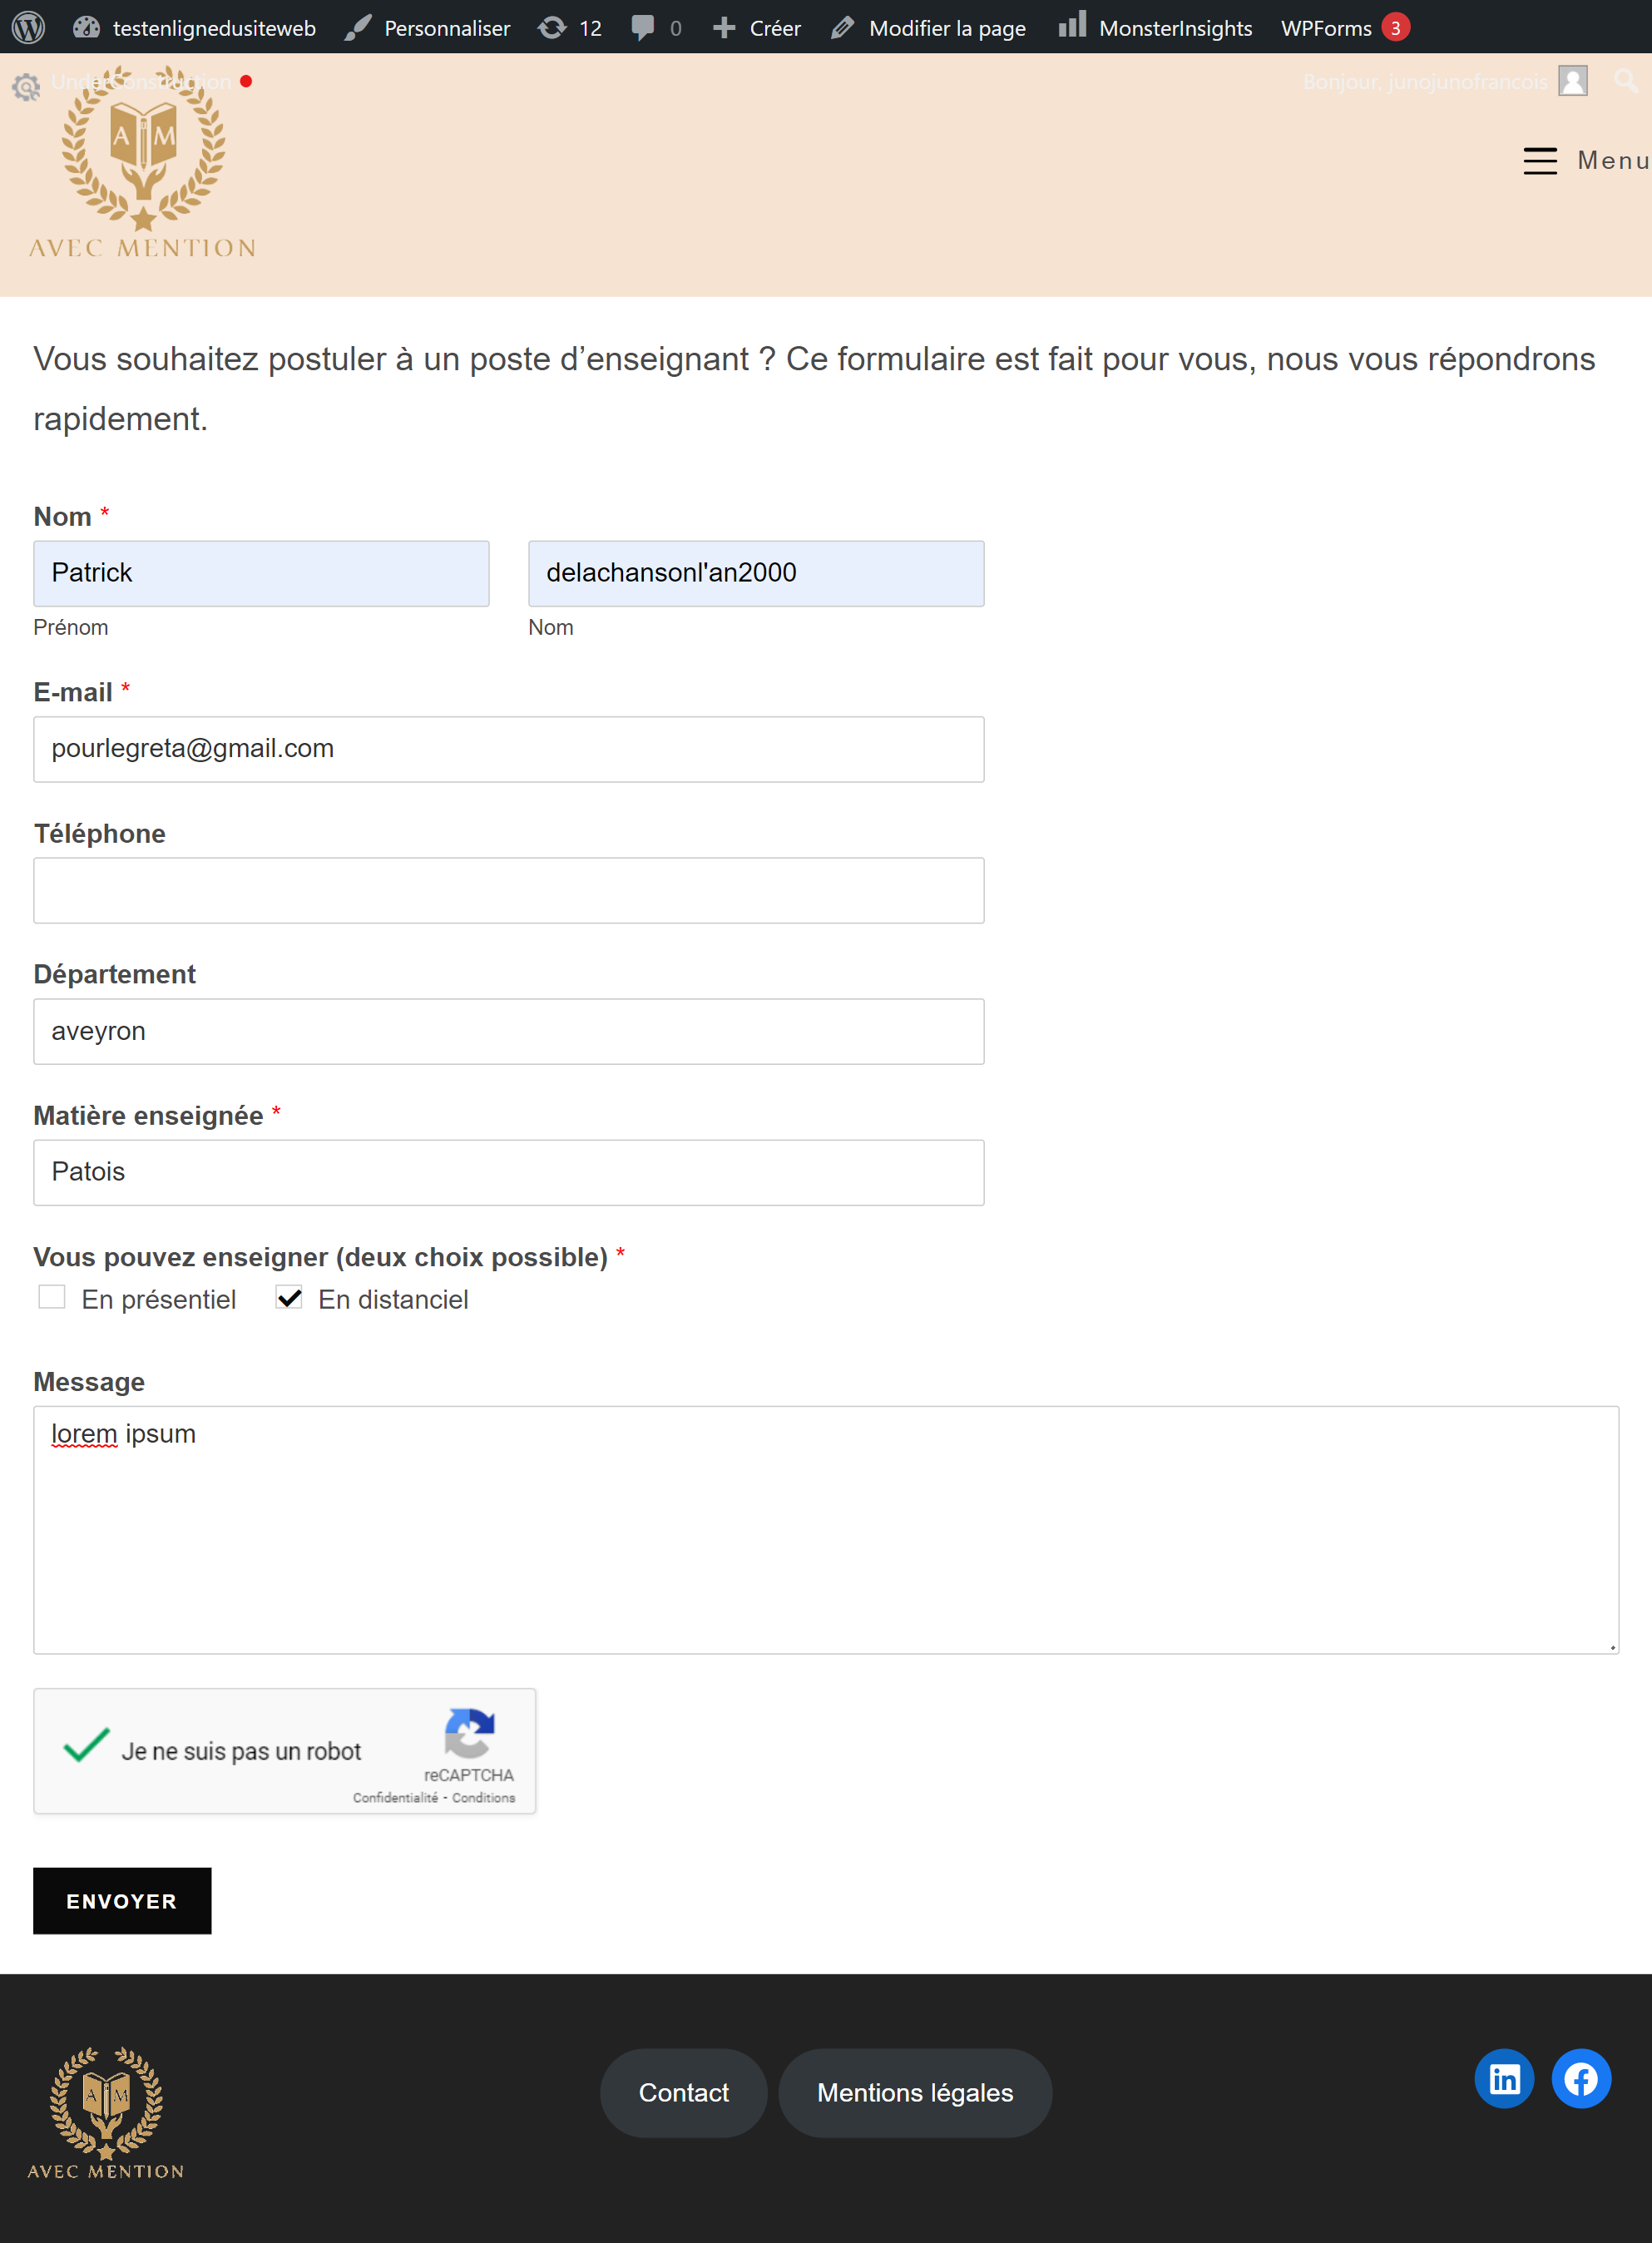 testenlignedusiteweb Personnaliser 12 0 Créer Modifier la page MonsterInsights WPForms 3
UnderConstruction Bonjour, junojunofrancois
A M
AVEC MENTION
Menu
Vous souhaitez postuler à un poste d’enseignant ? Ce formulaire est fait pour vous, nous vous répondrons
rapidement.
Nom *
Patrick delachansonl'an2000
Prénom Nom
E-mail *
pourlegreta@gmail.com
Téléphone
Département
aveyron
Matière enseignée *
Patois
Vous pouvez enseigner (deux choix possible) *
En présentiel En distanciel
Message
lorem ipsum
Je ne suis pas un robot
reCAPTCHA
Confidentialité - Conditions
ENVOYER
A M
AVEC MENTION
Contact Mentions légales
in f